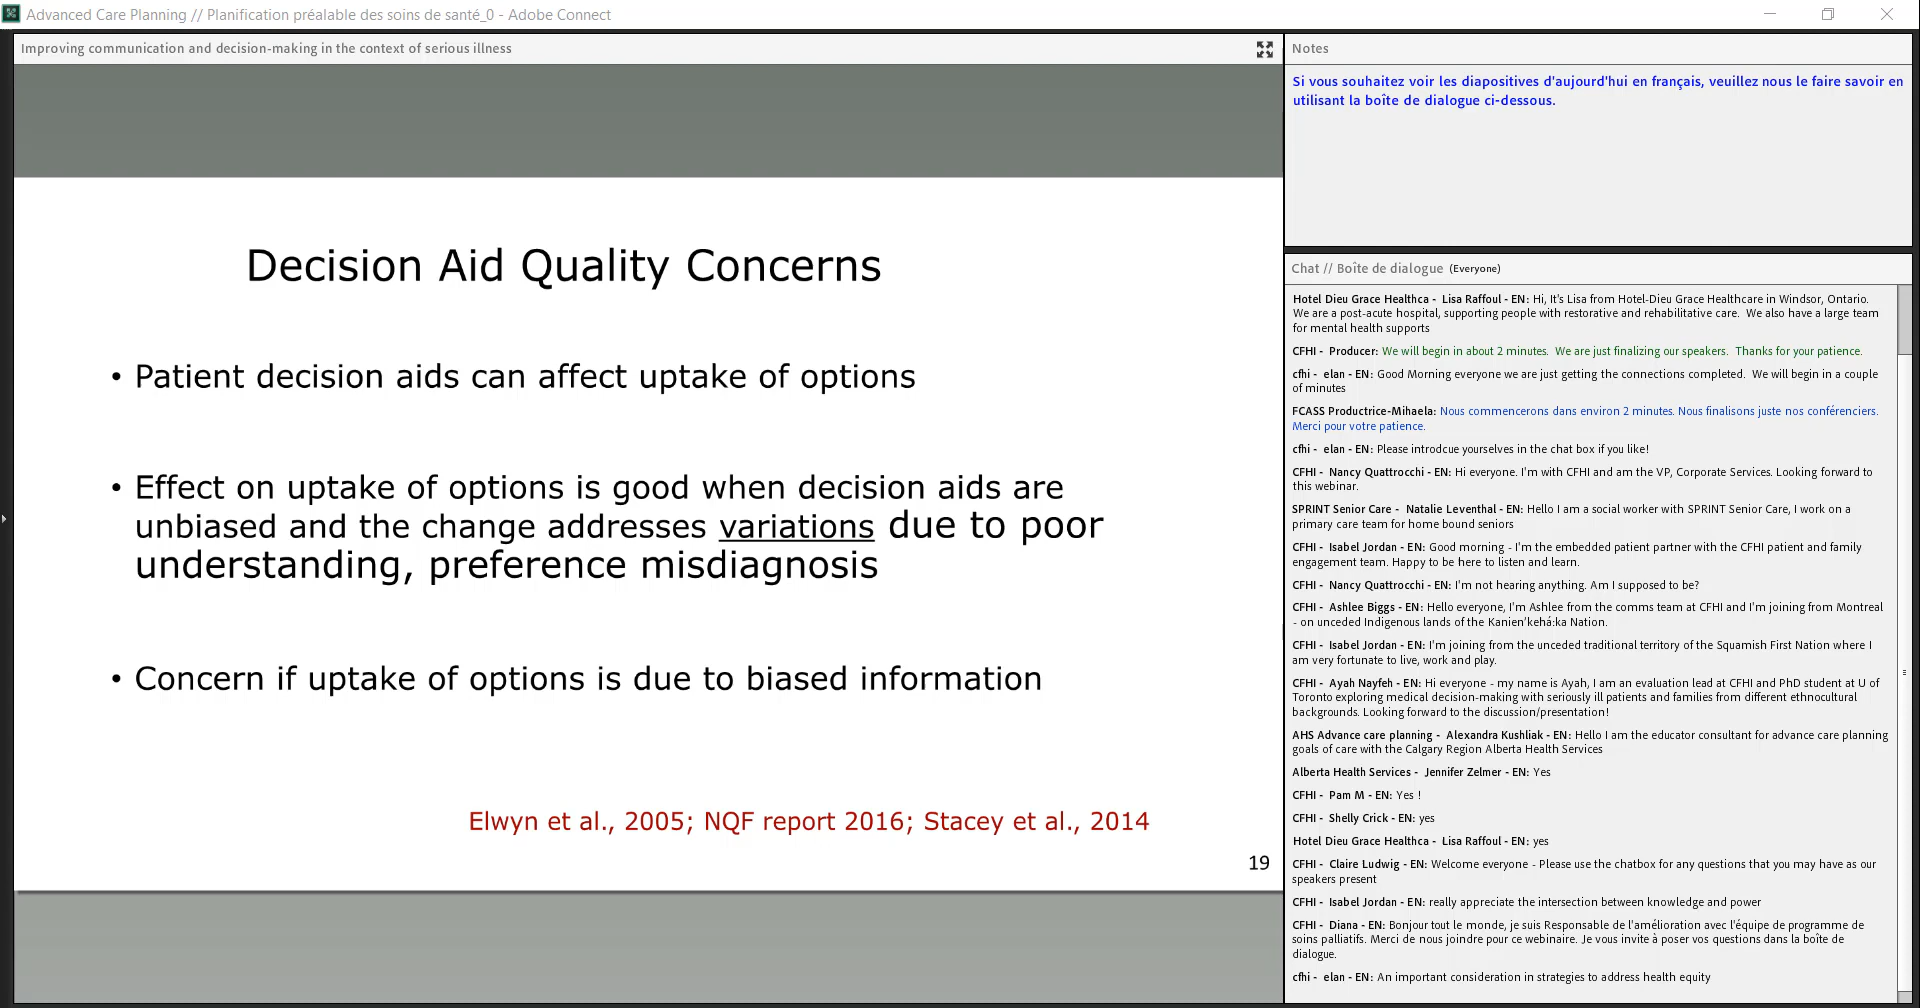 Advanced Care Planning // Planification préalable des soins de santé_0 - Adobe Connect
Improving communication and decision-making in the context of serious illness
Decision Aid Quality Concerns
• Patient decision aids can affect uptake of options
• Effect on uptake of options is good when decision aids are
unbiased and the change addresses variations due to poor
understanding, preference misdiagnosis
• Concern if uptake of options is due to biased information
Elwyn et al., 2005; NQF report 2016; Stacey et al., 2014
19
Notes
Si vous souhaitez voir les diapositives d'aujourd'hui en français, veuillez nous le faire savoir en
utilisant la boîte de dialogue ci-dessous.
Chat // Boîte de dialogue (Everyone)
Hotel Dieu Grace Healthca - Lisa Raffoul - EN: Hi, It's Lisa from Hotel-Dieu Grace Healthcare in Windsor, Ontario.
We are a post-acute hospital, supporting people with restorative and rehabilitative care. We also have a large team
for mental health supports
CFHI - Producer: We will begin in about 2 minutes. We are just finalizing our speakers. Thanks for your patience.
cfhi - elan - EN: Good Morning everyone we are just getting the connections completed. We will begin in a couple
of minutes
FCASS Productrice-Mihaela: Nous commencerons dans environ 2 minutes. Nous finalisons juste nos conférenciers.
Merci pour votre patience.
cfhi - elan - EN: Please introdcue yourselves in the chat box if you like!
CFHI - Nancy Quattrocchi - EN: Hi everyone. I'm with CFHI and am the VP, Corporate Services. Looking forward to
this webinar.
SPRINT Senior Care - Natalie Leventhal - EN: Hello I am a social worker with SPRINT Senior Care, I work on a
primary care team for home bound seniors
CFHI - Isabel Jordan - EN: Good morning - I'm the embedded patient partner with the CFHI patient and family
engagement team. Happy to be here to listen and learn.
CFHI - Nancy Quattrocchi - EN: I'm not hearing anything. Am I supposed to be?
CFHI - Ashlee Biggs - EN: Hello everyone, I'm Ashlee from the comms team at CFHI and I'm joining from Montreal
- on unceded Indigenous lands of the Kanien'kehá:ka Nation.
CFHI - Isabel Jordan - EN: I'm joining from the unceded traditional territory of the Squamish First Nation where I
am very fortunate to live, work and play.
CFHI - Ayah Nayfeh - EN: Hi everyone - my name is Ayah, I am an evaluation lead at CFHI and PhD student at U of
Toronto exploring medical decision-making with seriously ill patients and families from different ethnocultural
backgrounds. Looking forward to the discussion/presentation!
AHS Advance care planning - Alexandra Kushliak - EN: Hello I am the educator consultant for advance care planning
goals of care with the Calgary Region Alberta Health Services
Alberta Health Services - Jennifer Zelmer - EN: Yes
CFHI - Pam M - EN: Yes !
CFHI - Shelly Crick - EN: yes
Hotel Dieu Grace Healthca - Lisa Raffoul - EN: yes
CFHI - Claire Ludwig - EN: Welcome everyone - Please use the chatbox for any questions that you may have as our
speakers present
CFHI - Isabel Jordan - EN: really appreciate the intersection between knowledge and power
CFHI - Diana - EN: Bonjour tout le monde, je suis Responsable de l'amélioration avec l'équipe de programme de
soins palliatifs. Merci de nous joindre pour ce webinaire. Je vous invite à poser vos questions dans la boîte de
dialogue.
cfhi - elan - EN: An important consideration in strategies to address health equity